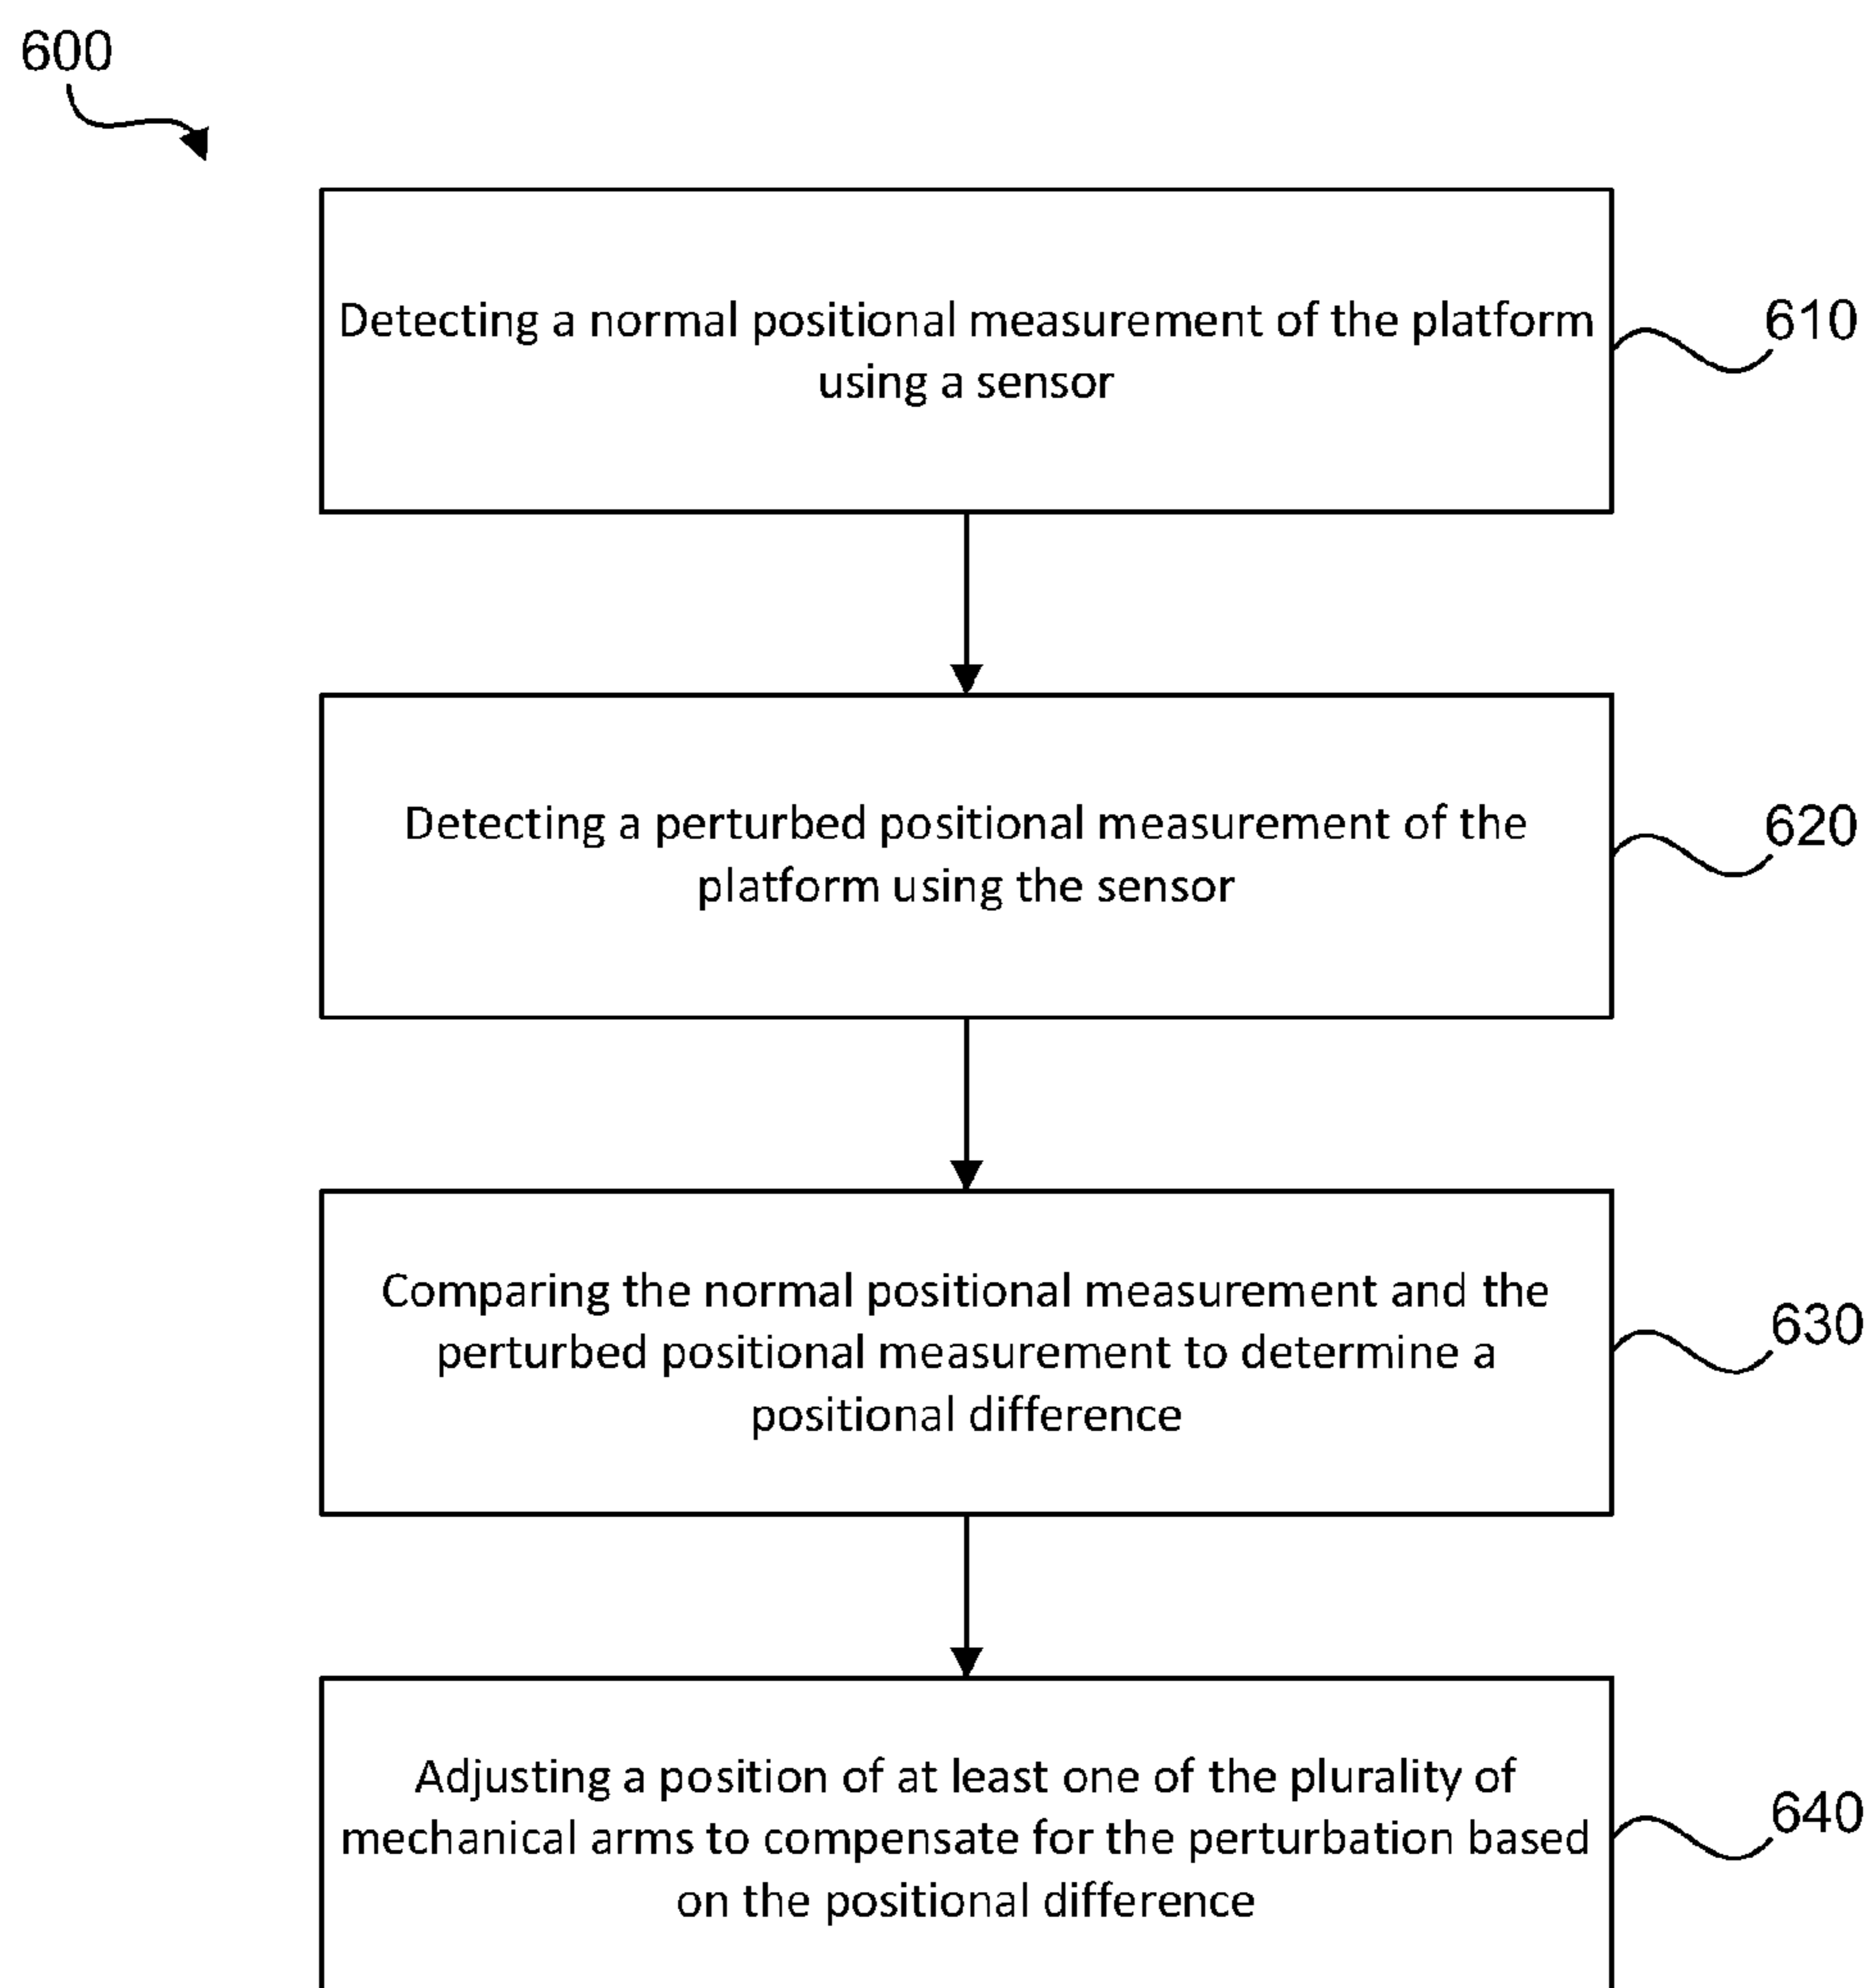 600
Detecting a normal positional measurement of the platform
using a sensor
610
Detecting a perturbed positional measurement of the
platform using the sensor
620
Comparing the normal positional measurement and the
perturbed positional measurement to determine a
positional difference
630
Adjusting a position of at least one of the plurality of
mechanical arms to compensate for the perturbation based
on the positional difference
640